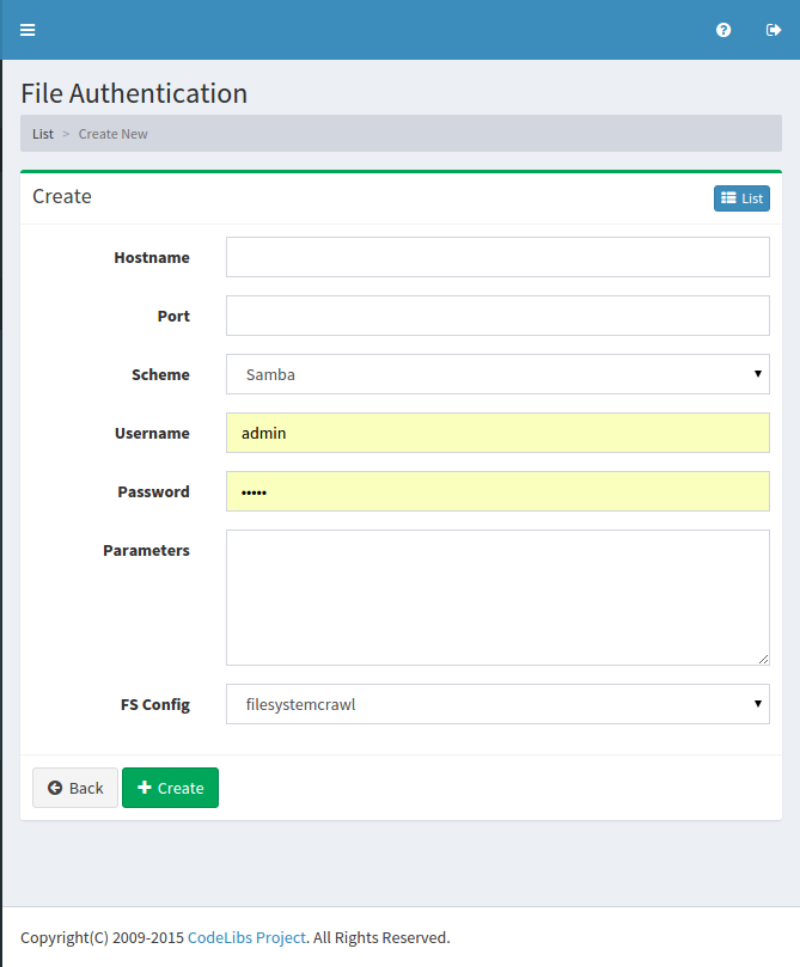 File Authentication
List > Create New
Create
List
Hostname
Port
Scheme Samba
Username admin
Password •••••
Parameters
FS Config filesystemcrawl
Back Create
Copyright(C) 2009-2015 CodeLibs Project. All Rights Reserved.